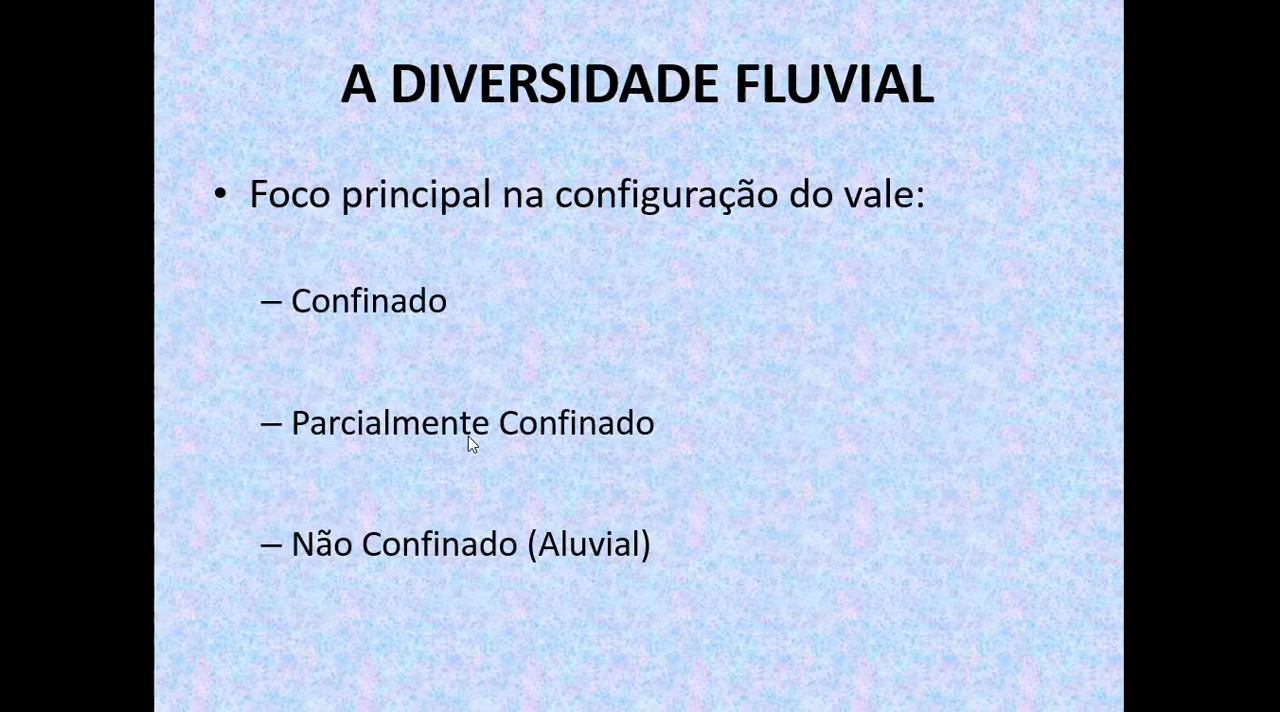 A DIVERSIDADE FLUVIAL
• Foco principal na configuração do vale:
– Confinado
– Parcialmente Confinado
– Não Confinado (Aluvial)